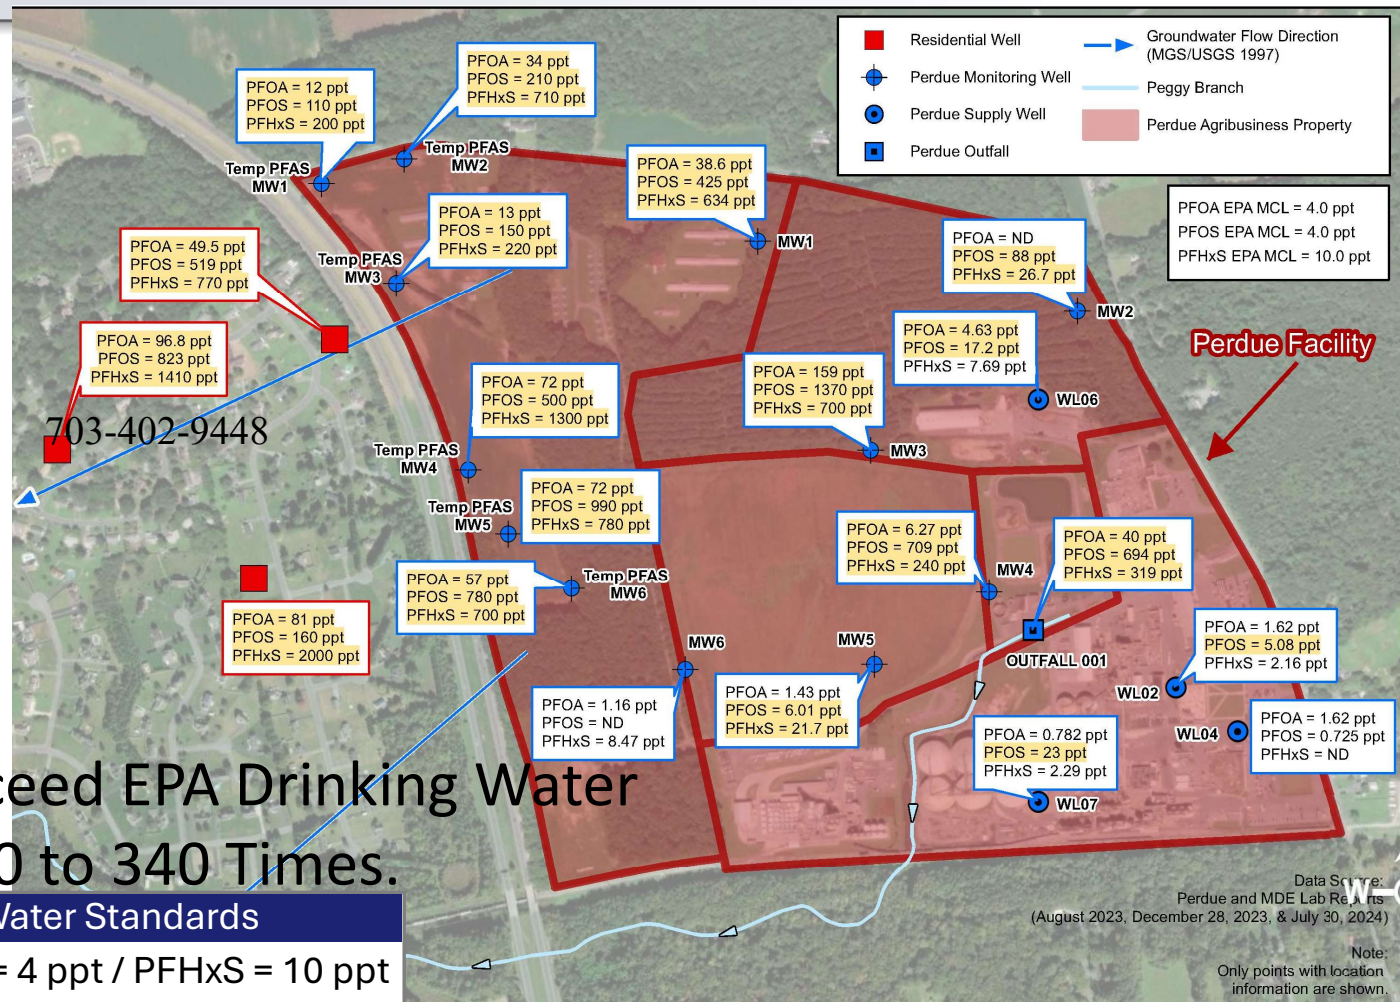 Residential Well
Perdue Monitoring Well
Perdue Supply Well
Perdue Outfall
Groundwater Flow Direction
(MGS/USGS 1997)
Peggy Branch
Perdue Agribusiness Property
PFOA EPA MCL = 4.0 ppt
PFOS EPA MCL = 4.0 ppt
PFHxS EPA MCL = 10.0 ppt
Perdue Facility
PFOA = 12 ppt
PFOS = 110 ppt
PFHxS = 200 ppt
Temp PFAS
MW1
PFOA = 34 ppt
PFOS = 210 ppt
PFHxS = 710 ppt
Temp PFAS
MW2
PFOA = 38.6 ppt
PFOS = 425 ppt
PFHxS = 634 ppt
MW1
PFOA = 13 ppt
PFOS = 150 ppt
PFHxS = 220 ppt
Temp PFAS
MW3
PFOA = ND
PFOS = 88 ppt
PFHxS = 26.7 ppt
MW2
PFOA = 49.5 ppt
PFOS = 519 ppt
PFHxS = 770 ppt
PFOA = 96.8 ppt
PFOS = 823 ppt
PFHxS = 1410 ppt
703-402-9448
PFOA = 4.63 ppt
PFOS = 17.2 ppt
PFHxS = 7.69 ppt
WL06
PFOA = 159 ppt
PFOS = 1370 ppt
PFHxS = 700 ppt
MW3
PFOA = 72 ppt
PFOS = 500 ppt
PFHxS = 1300 ppt
Temp PFAS
MW4
PFOA = 72 ppt
PFOS = 990 ppt
PFHxS = 780 ppt
Temp PFAS
MW5
PFOA = 57 ppt
PFOS = 780 ppt
PFHxS = 700 ppt
Temp PFAS
MW6
PFOA = 6.27 ppt
PFOS = 709 ppt
PFHxS = 240 ppt
MW4
PFOA = 40 ppt
PFOS = 694 ppt
PFHxS = 319 ppt
OUTFALL 001
PFOA = 81 ppt
PFOS = 160 ppt
PFHxS = 2000 ppt
MW6
PFOA = 1.16 ppt
PFOS = ND
PFHxS = 8.47 ppt
MW5
PFOA = 1.43 ppt
PFOS = 6.01 ppt
PFHxS = 21.7 ppt
PFOA = 1.62 ppt
PFOS = 5.08 ppt
PFHxS = 2.16 ppt
WL02
PFOA = 1.62 ppt
PFOS = 0.725 ppt
PFHxS = ND
WL04
PFOA = 0.782 ppt
PFOS = 23 ppt
PFHxS = 2.29 ppt
WL07
ceed EPA Drinking Water
0 to 340 Times.
Water Standards
= 4 ppt / PFHxS = 10 ppt
Data Source:
Perdue and MDE Lab Reports
(August 2023, December 28, 2023, & July 30, 2024)
Note:
Only points with location
information are shown.